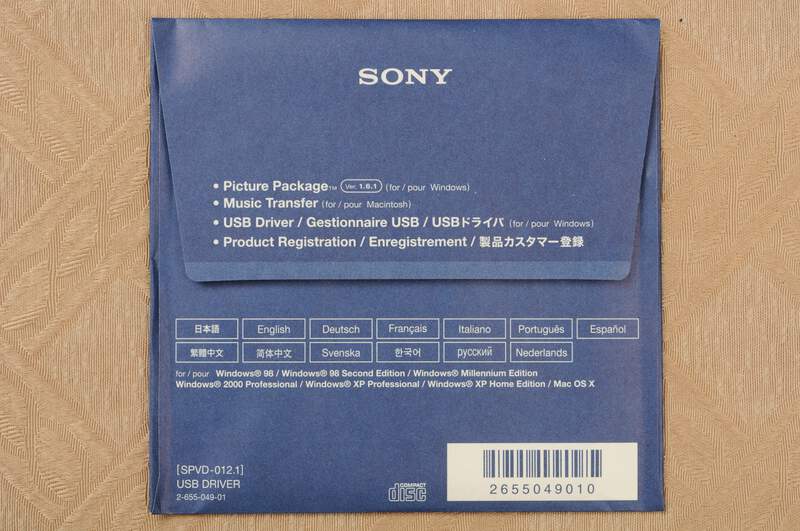 SONY
• Picture Package™ Ver. 1.6.1 (for / pour Windows)
• Music Transfer (for / pour Macintosh)
• USB Driver / Gestionnaire USB / USBドライバ (for / pour Windows)
• Product Registration / Enregistrement / 製品カスタマー登録
日本語 English Deutsch Français Italiano Português Español
繁體中文 简体中文 Svenska 한국어 русский Nederlands
for / pour Windows® 98 / Windows® 98 Second Edition / Windows® Millennium Edition
Windows® 2000 Professional / Windows® XP Professional / Windows® XP Home Edition / Mac OS X
[SPVD-012.1]
USB DRIVER
2-655-049-01
COMPACT
disc
2655049010